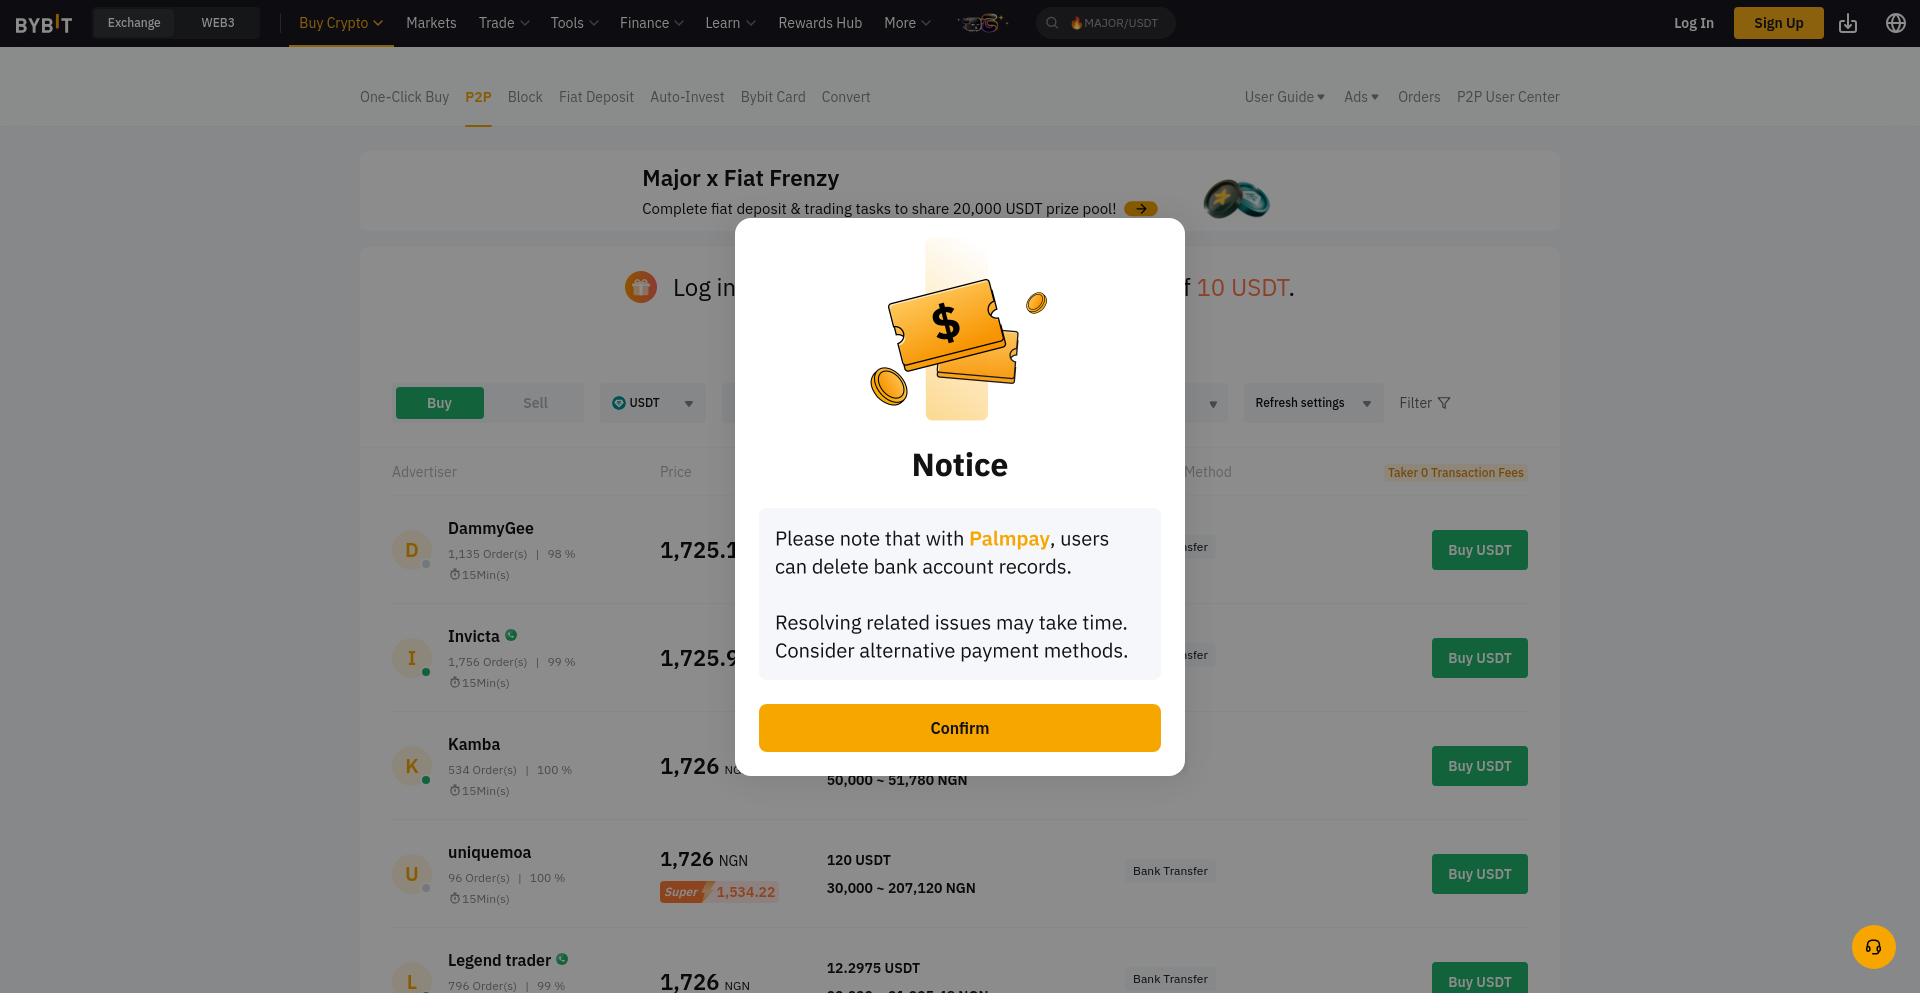 BYBIT
Exchange
WEB3
Buy Crypto
Markets
Trade
Tools
Finance
Learn
Rewards Hub
More
🔥MAJOR/USDT
Log In
Sign Up
One-Click Buy
P2P
Block
Fiat Deposit
Auto-Invest
Bybit Card
Convert
User Guide
Ads
Orders
P2P User Center
Major x Fiat Frenzy
Complete fiat deposit & trading tasks to share 20,000 USDT prize pool!
Log in
10 USDT.
Buy
Sell
USDT
Refresh settings
Filter
Advertiser
Price
Method
Taker 0 Transaction Fees
D
DammyGee
1,135 Order(s) | 98 %
15Min(s)
1,725.1
Buy USDT
I
Invicta
1,756 Order(s) | 99 %
15Min(s)
1,725.9
Buy USDT
K
Kamba
534 Order(s) | 100 %
15Min(s)
1,726
50,000 ~ 51,780 NGN
Buy USDT
U
uniquemoa
96 Order(s) | 100 %
15Min(s)
1,726 NGN
Super 1,534.22
120 USDT
30,000 ~ 207,120 NGN
Bank Transfer
Buy USDT
L
Legend trader
796 Order(s) | 99 %
1,726 NGN
12.2975 USDT
Bank Transfer
Buy USDT
$
Notice
Please note that with Palmpay, users
can delete bank account records.
Resolving related issues may take time.
Consider alternative payment methods.
Confirm